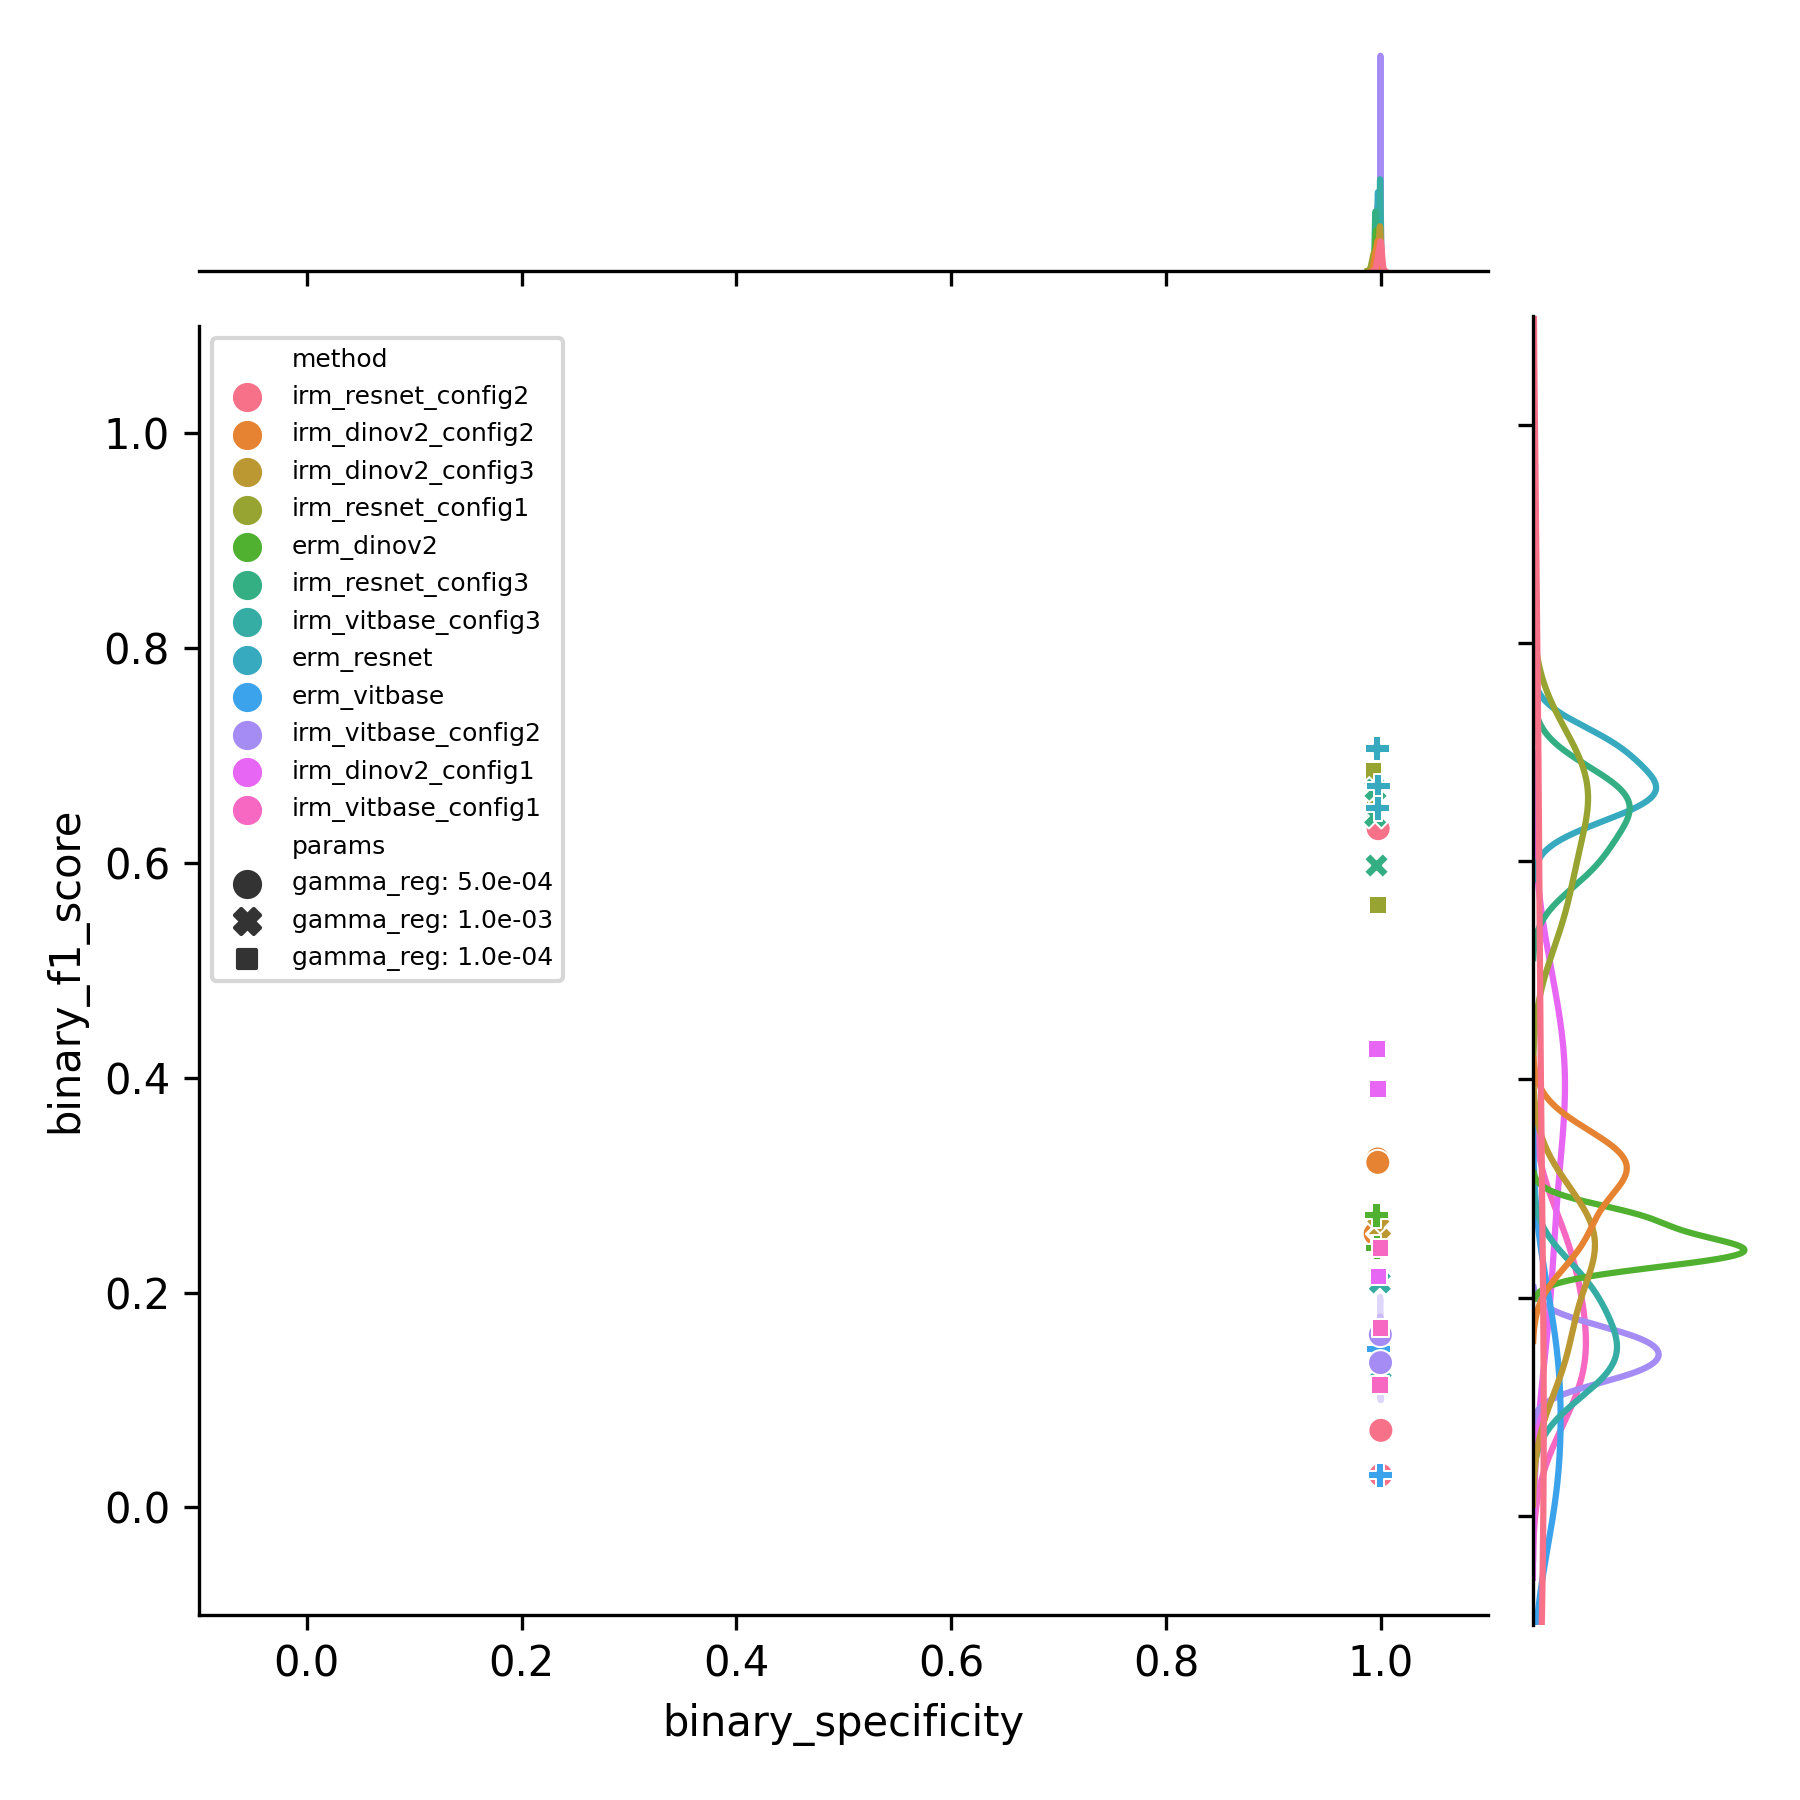 method
irm_resnet_config2
irm_dinov2_config2
irm_dinov2_config3
irm_resnet_config1
erm_dinov2
irm_resnet_config3
irm_vitbase_config3
erm_resnet
erm_vitbase
irm_vitbase_config2
irm_dinov2_config1
irm_vitbase_config1
params
gamma_reg: 5.0e-04
gamma_reg: 1.0e-03
gamma_reg: 1.0e-04
1.0
0.8
0.6
0.4
0.2
0.0
binary_f1_score
0.0 0.2 0.4 0.6 0.8 1.0
binary_specificity